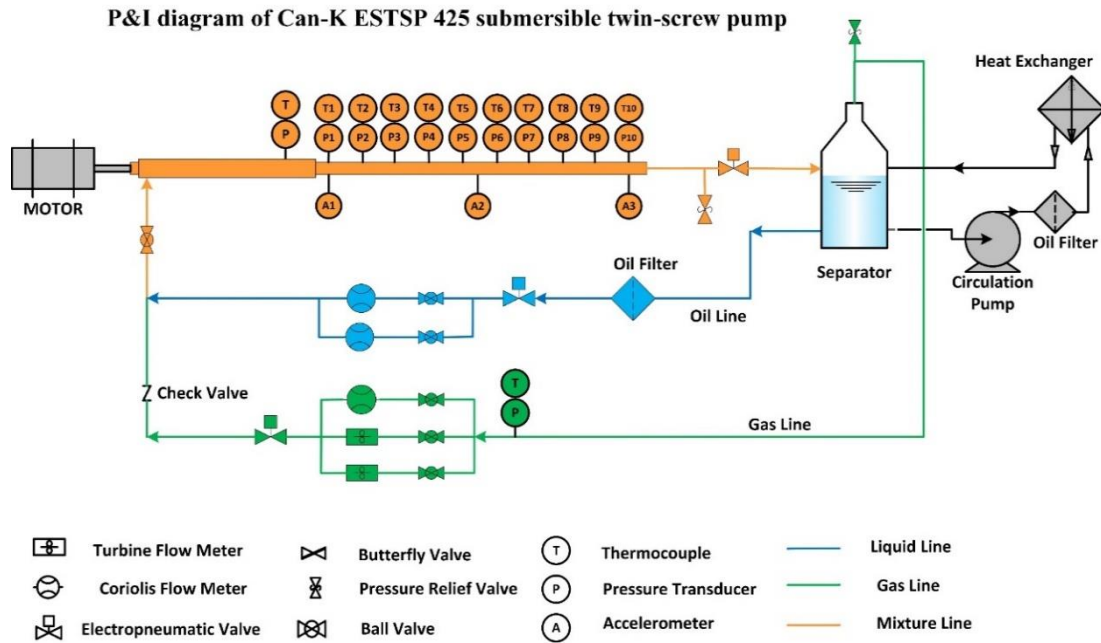 P&I diagram of Can-K ESTSP 425 submersible twin-screw pump
Heat Exchanger
T T1 T2 T3 T4 T5 T6 T7 T8 T9 T10
P P1 P2 P3 P4 P5 P6 P7 P8 P9 P10
MOTOR
A1 A2 A3
Oil Filter
Separator
Circulation
Pump
Oil Filter
Oil Line
Check Valve
T
P
Gas Line
Turbine Flow Meter
Butterfly Valve
T Thermocouple
Liquid Line
Coriolis Flow Meter
Pressure Relief Valve
P Pressure Transducer
Gas Line
Electropneumatic Valve
Ball Valve
A Accelerometer
Mixture Line